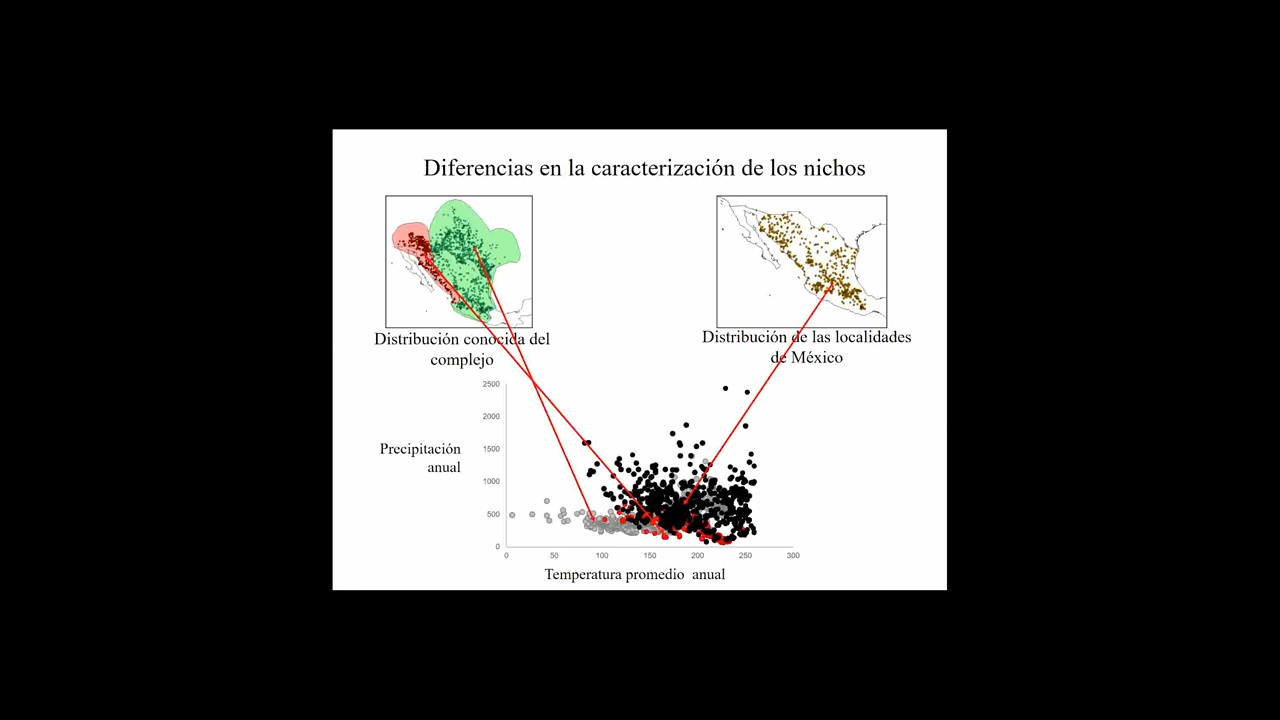 Diferencias en la caracterización de los nichos
Distribución conocida del
complejo
Distribución de las localidades
de México
Precipitación
anual
2500
2000
1500
1000
500
0
0 50 100 150 200 250 300
Temperatura promedio anual